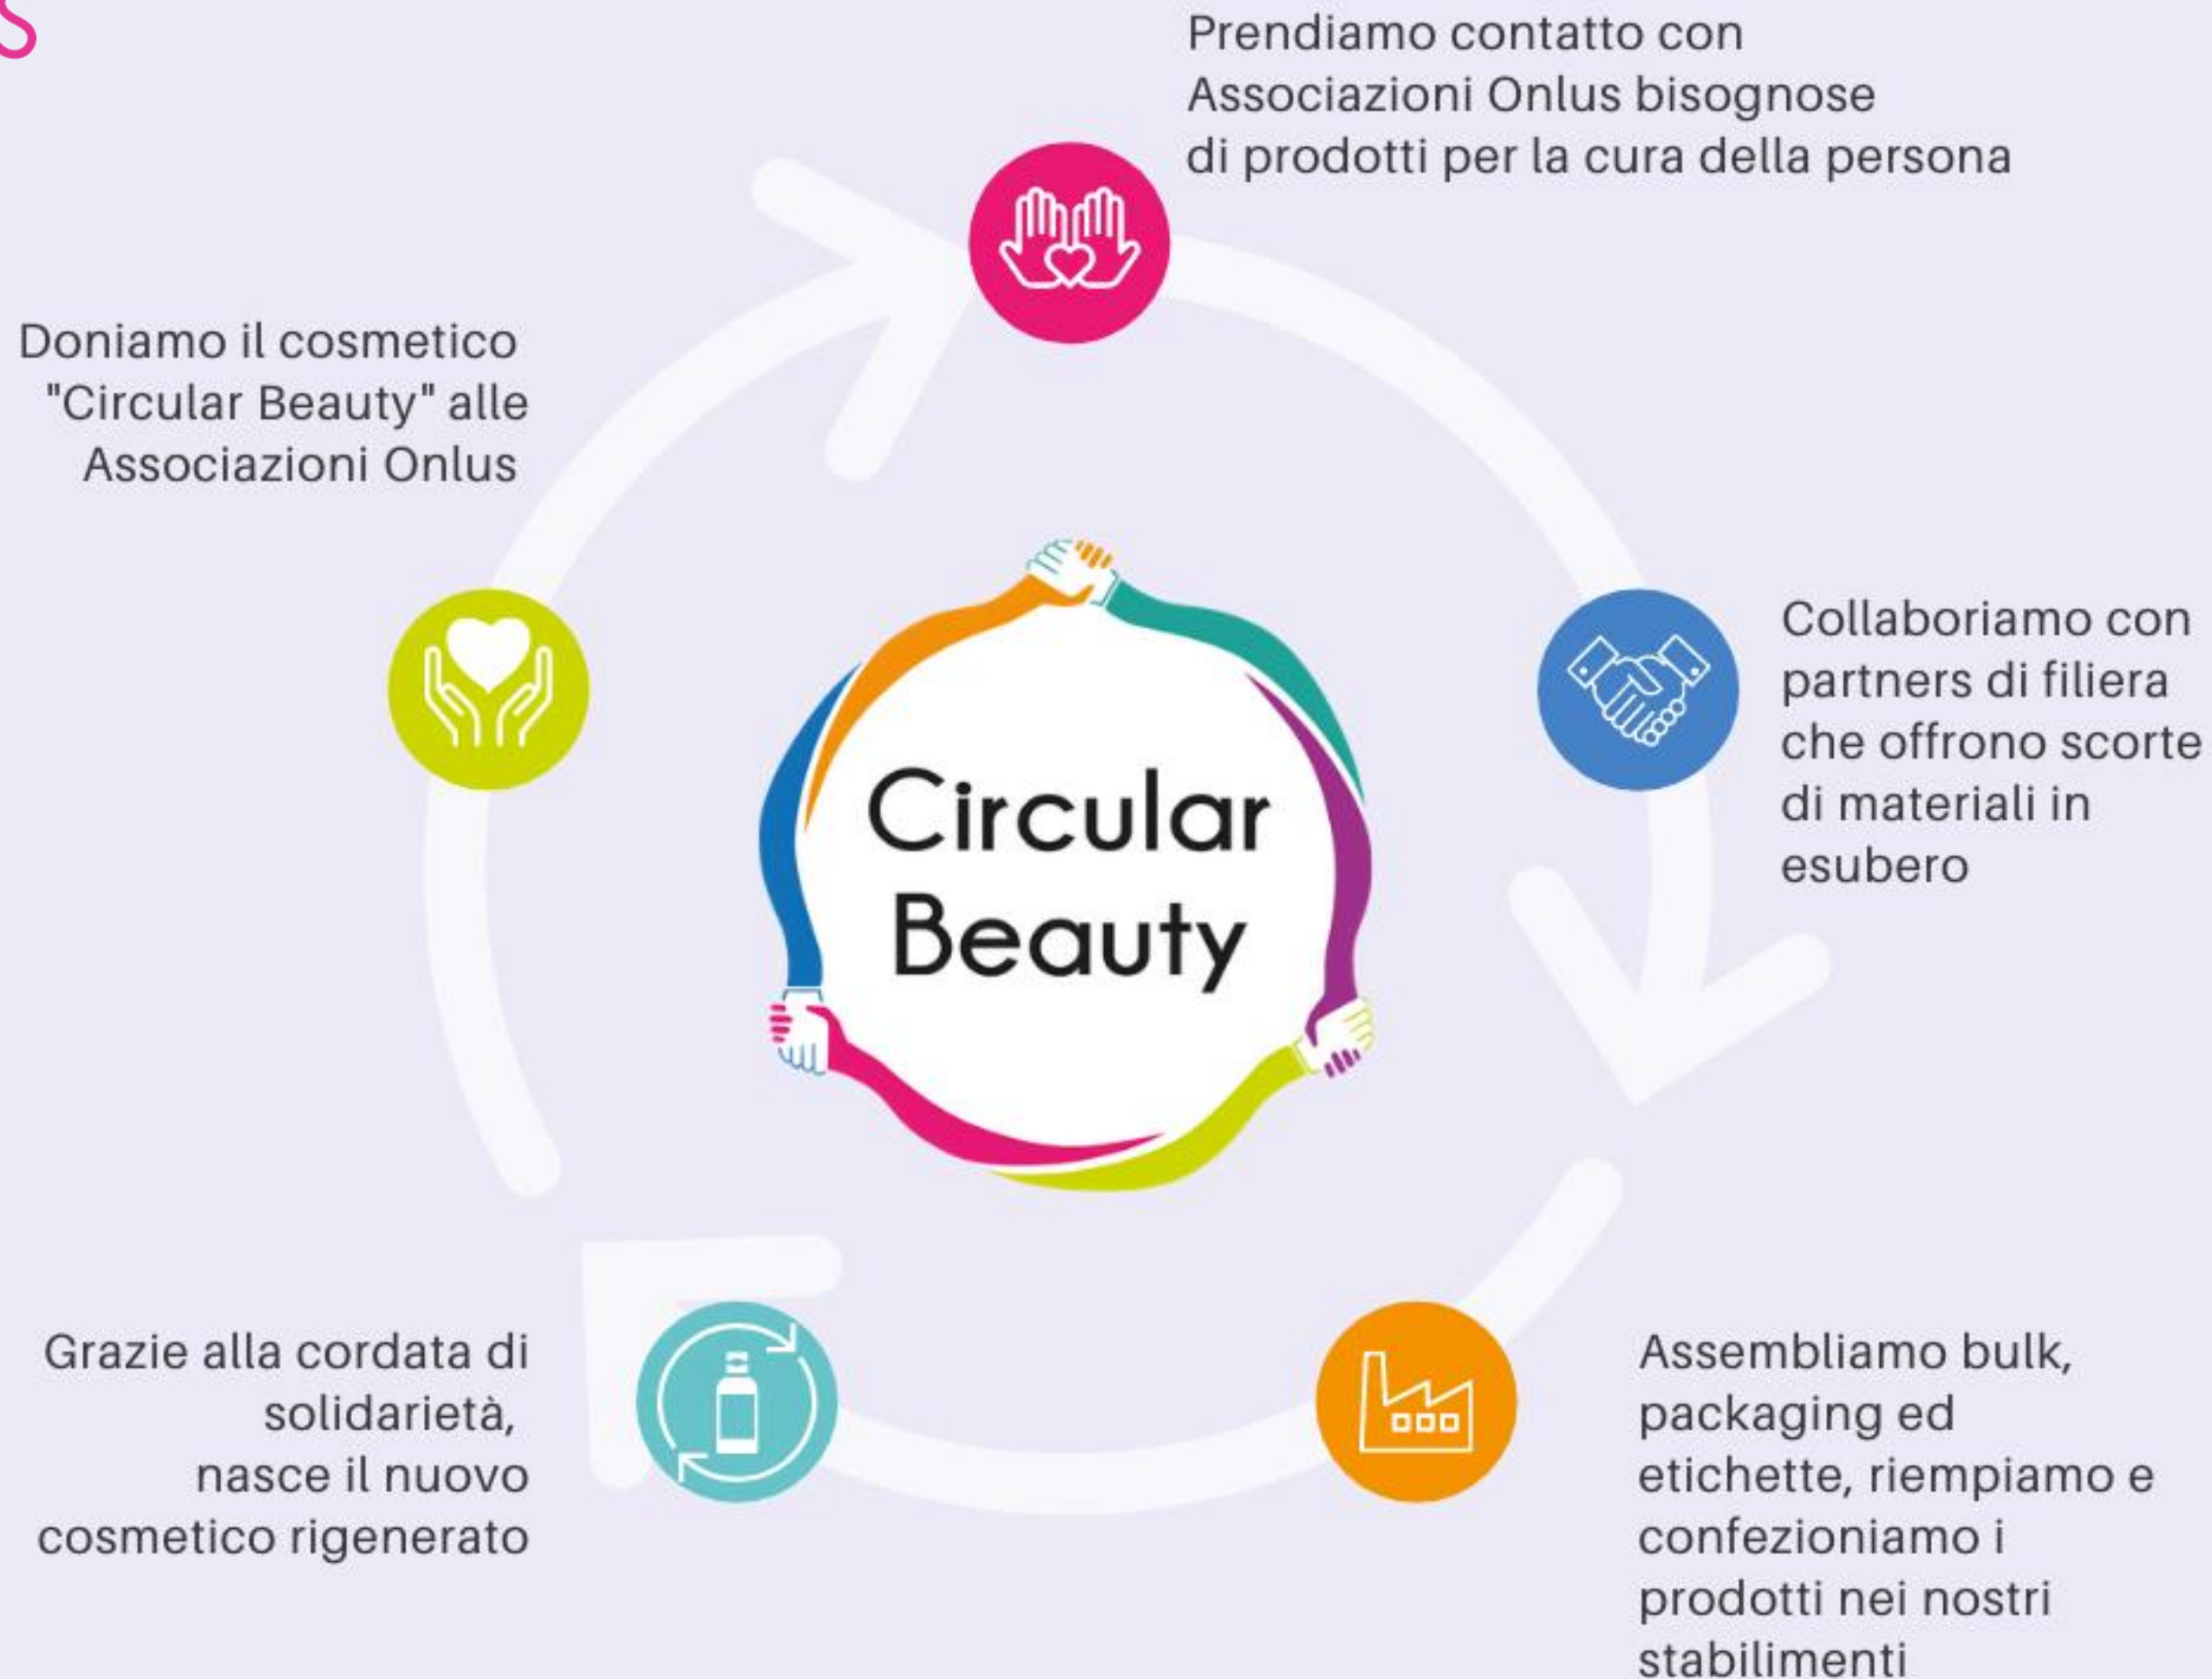 S
Prendiamo contatto con
Associazioni Onlus bisognose
di prodotti per la cura della persona
Collaboriamo con
partners di filiera
che offrono scorte
di materiali in
esubero
Assembliamo bulk,
packaging ed
etichette, riempiamo e
confezioniamo i
prodotti nei nostri
stabilimenti
Grazie alla cordata di
solidarietà,
nasce il nuovo
cosmetico rigenerato
Doniamo il cosmetico
"Circular Beauty" alle
Associazioni Onlus
Circular
Beauty